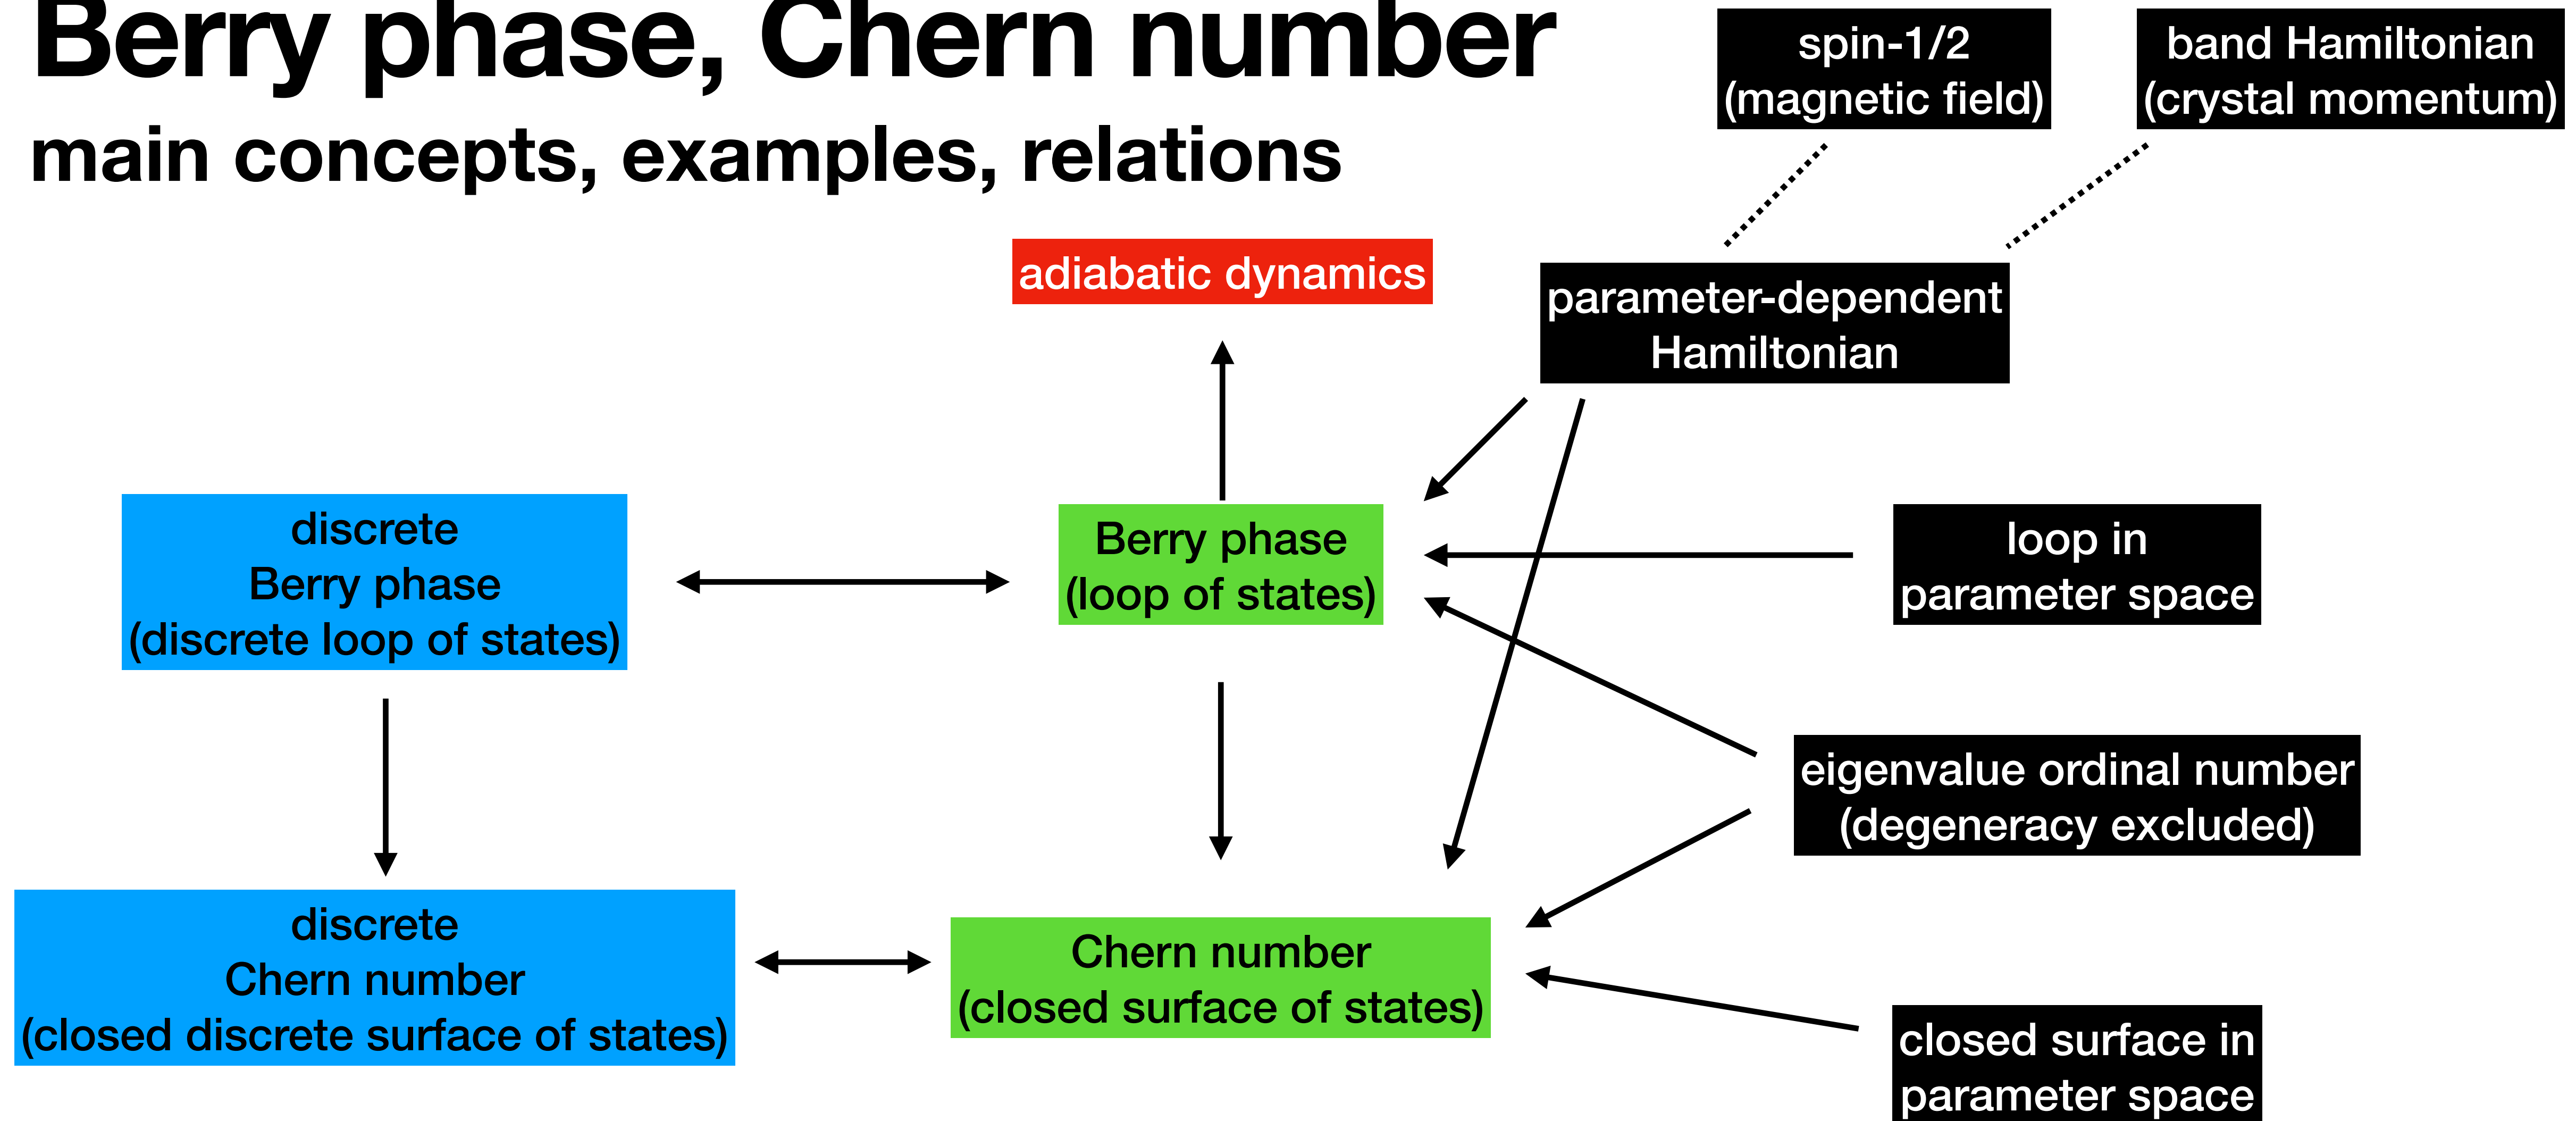 Berry phase, Chern number
main concepts, examples, relations
spin-1/2
(magnetic field)
band Hamiltonian
(crystal momentum)
adiabatic dynamics
parameter-dependent
Hamiltonian
discrete
Berry phase
(discrete loop of states)
Berry phase
(loop of states)
loop in
parameter space
eigenvalue ordinal number
(degeneracy excluded)
discrete
Chern number
(closed discrete surface of states)
Chern number
(closed surface of states)
closed surface in
parameter space